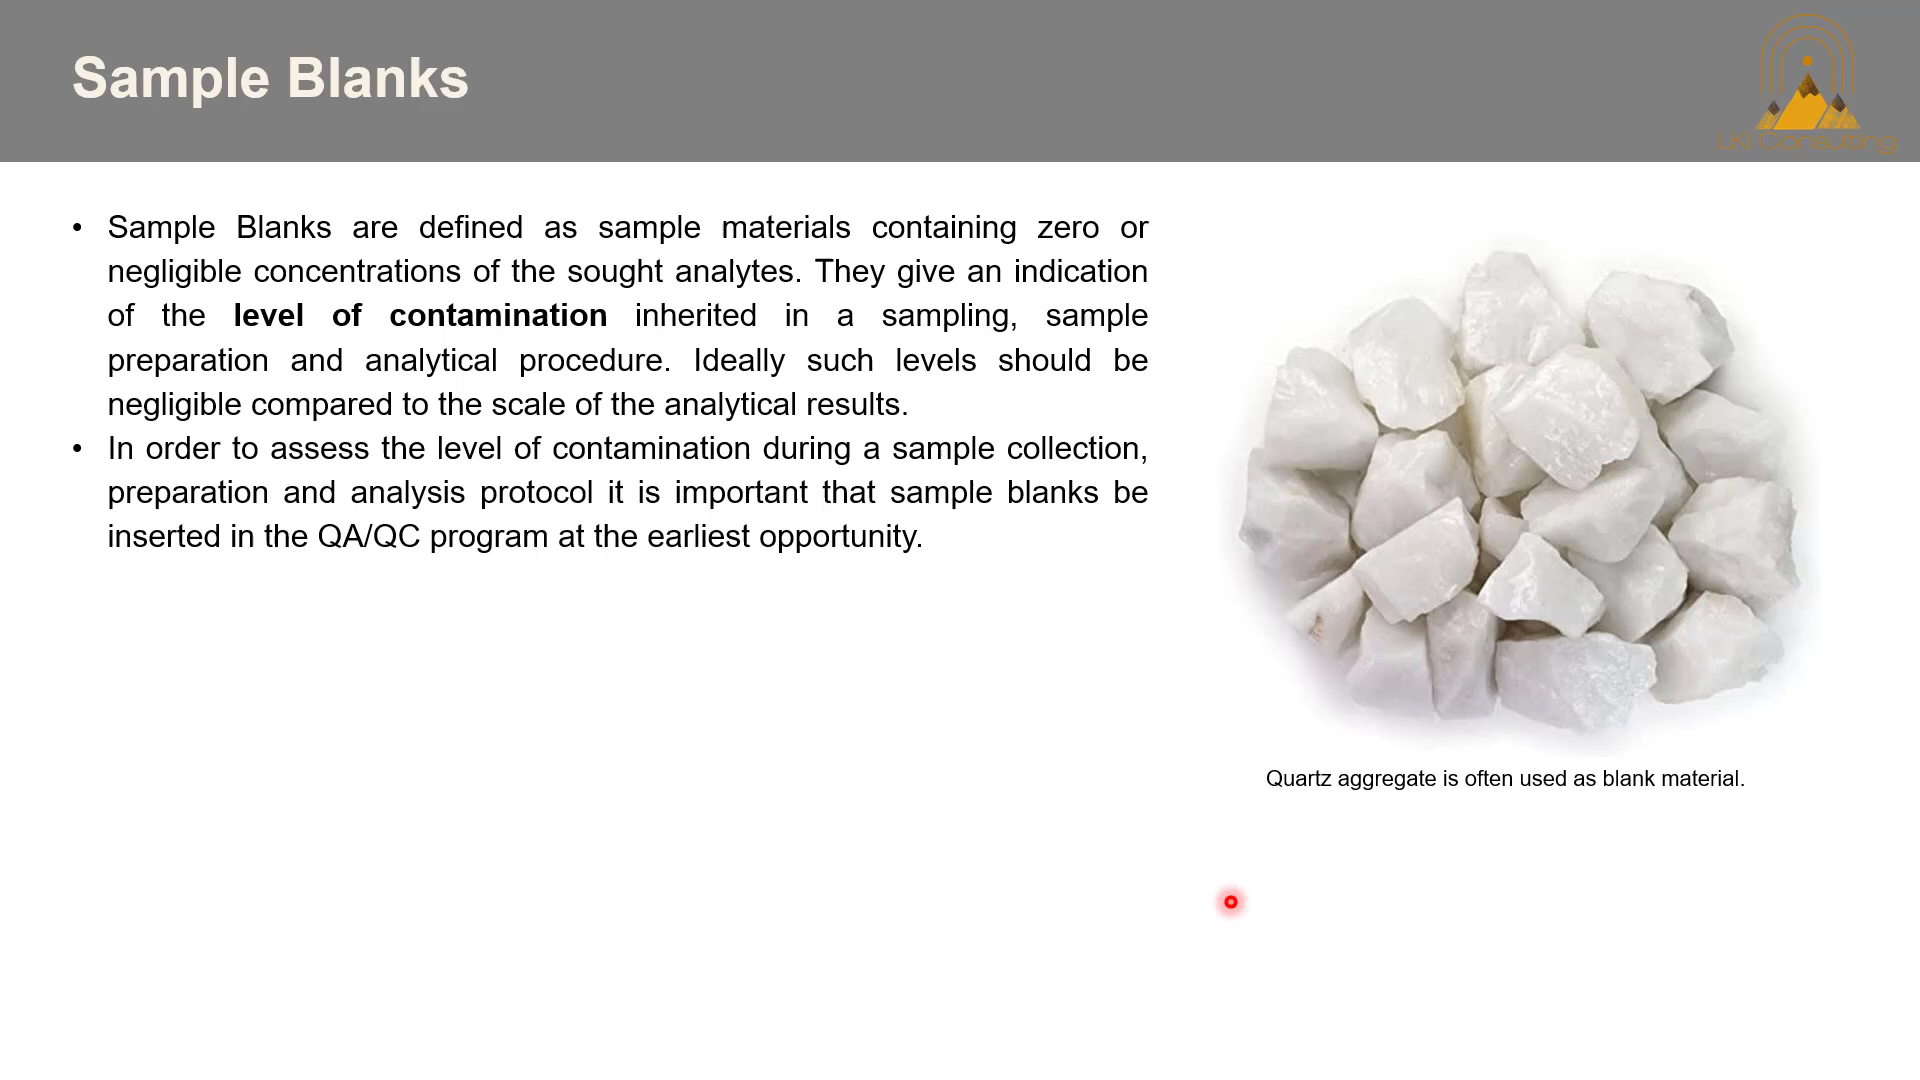 Sample Blanks
LKI Consulting
• Sample Blanks are defined as sample materials containing zero or
negligible concentrations of the sought analytes. They give an indication
of the level of contamination inherited in a sampling, sample
preparation and analytical procedure. Ideally such levels should be
negligible compared to the scale of the analytical results.
• In order to assess the level of contamination during a sample collection,
preparation and analysis protocol it is important that sample blanks be
inserted in the QA/QC program at the earliest opportunity.
Quartz aggregate is often used as blank material.